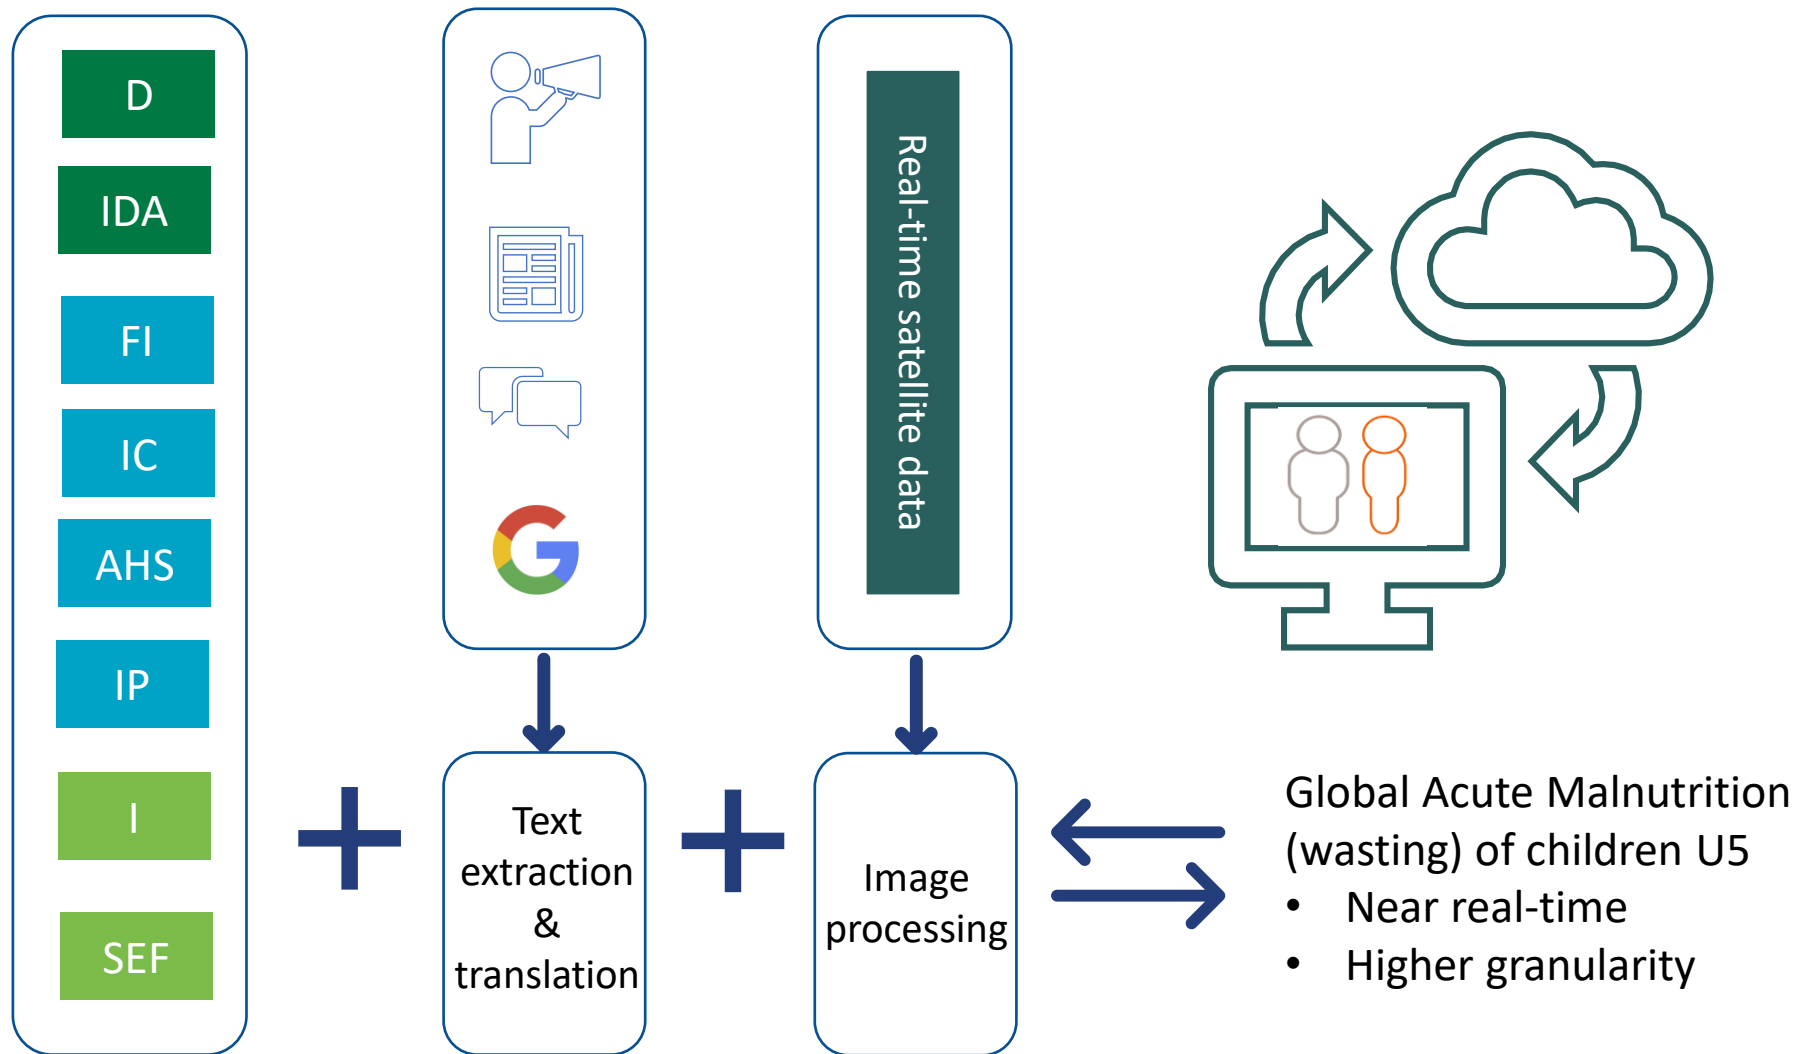 D
IDA
FI
IC
AHS
IP
I
SEF
Text
extraction
&
translation
Real-time satellite data
Image
processing
Global Acute Malnutrition
(wasting) of children U5
• Near real-time
• Higher granularity